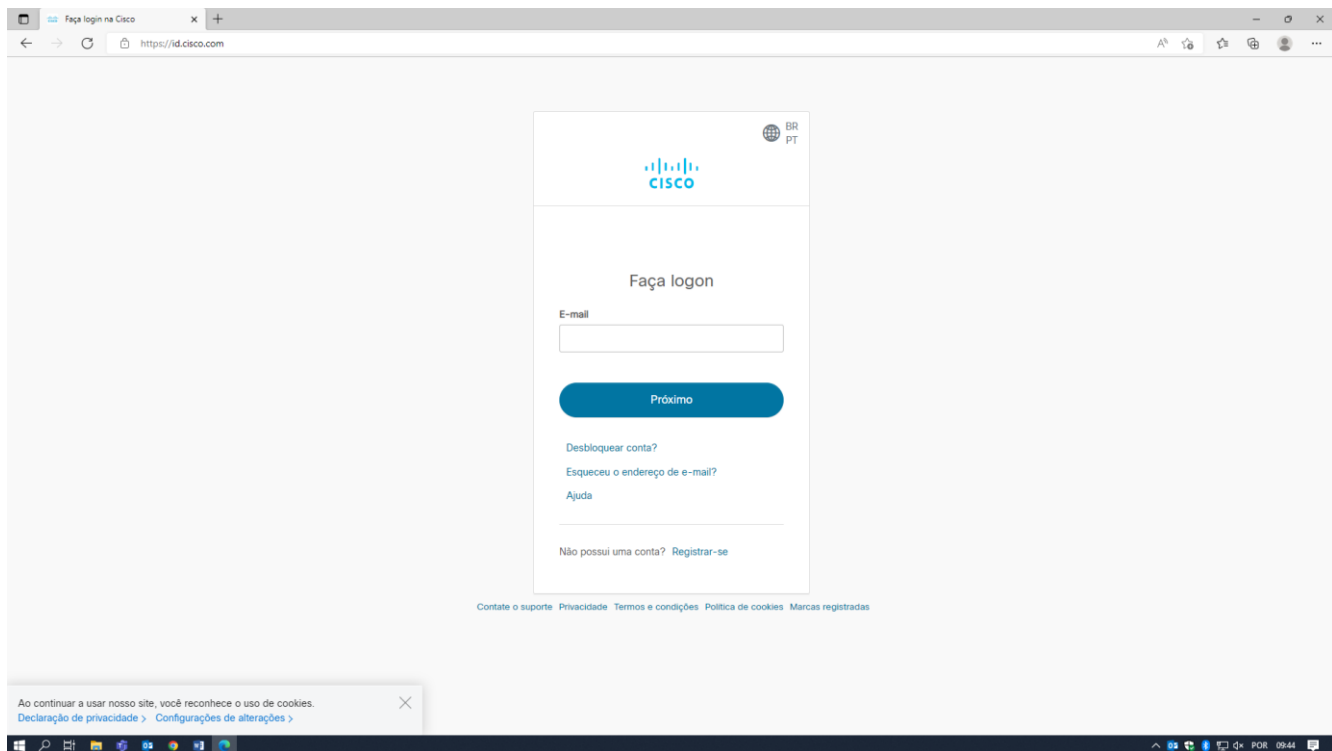 Faça login na Cisco
https://id.cisco.com
BR
PT
CISCO
Faça logon
E-mail
Próximo
Desbloquear conta?
Esqueceu o endereço de e-mail?
Ajuda
Não possui uma conta? Registrar-se
Contate o suporte Privacidade Termos e condições Política de cookies Marcas registradas
Ao continuar a usar nosso site, você reconhece o uso de cookies.
Declaração de privacidade > Configurações de alterações >
POR 09:44